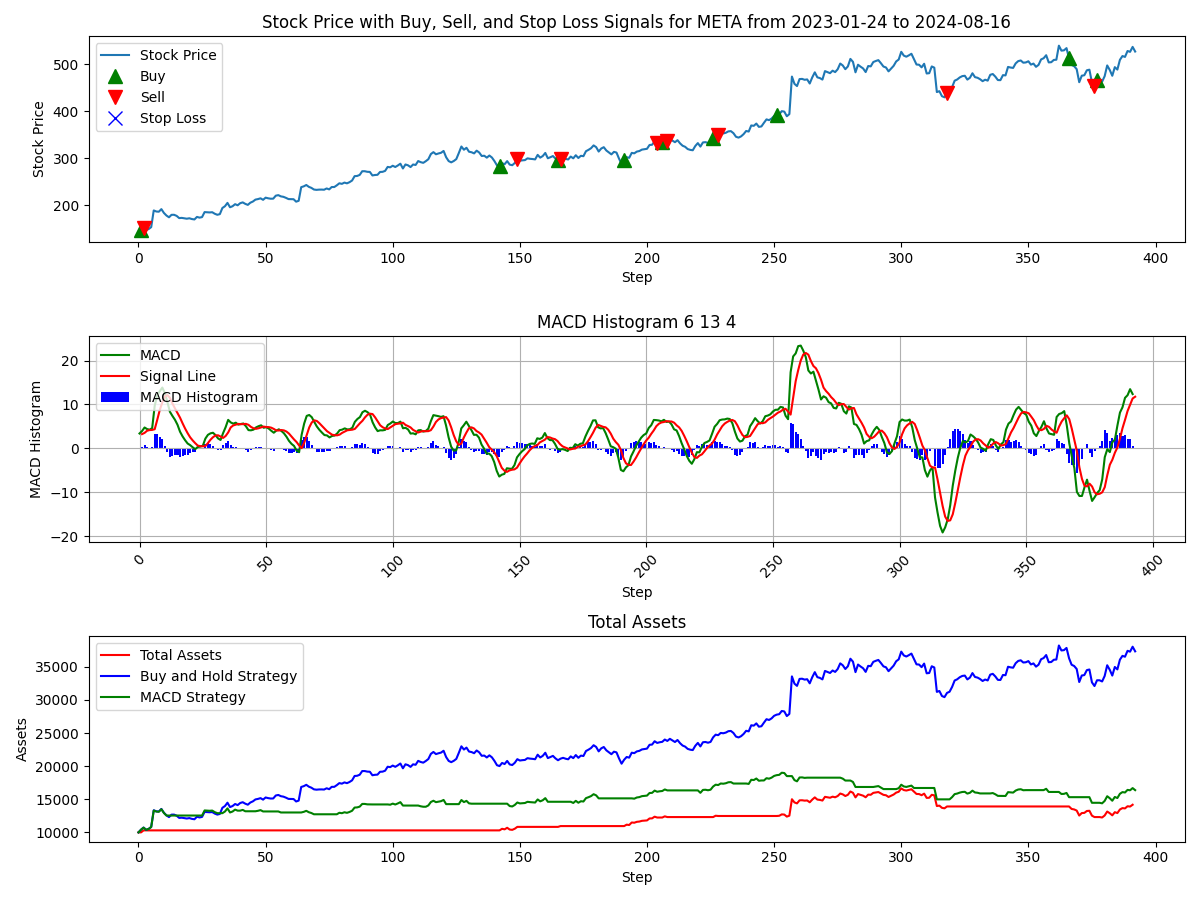 Stock Price with Buy, Sell, and Stop Loss Signals for META from 2023-01-24 to 2024-08-16
Stock Price
Buy
Sell
Stop Loss
Stock Price
500
400
300
200
0 50 100 150 200 250 300 350 400
Step
MACD Histogram 6 13 4
MACD
Signal Line
MACD Histogram
MACD Histogram
20
10
0
−10
−20
0 50 100 150 200 250 300 350 400
Step
Total Assets
Total Assets
Buy and Hold Strategy
MACD Strategy
Assets
35000
30000
25000
20000
15000
10000
0 50 100 150 200 250 300 350 400
Step